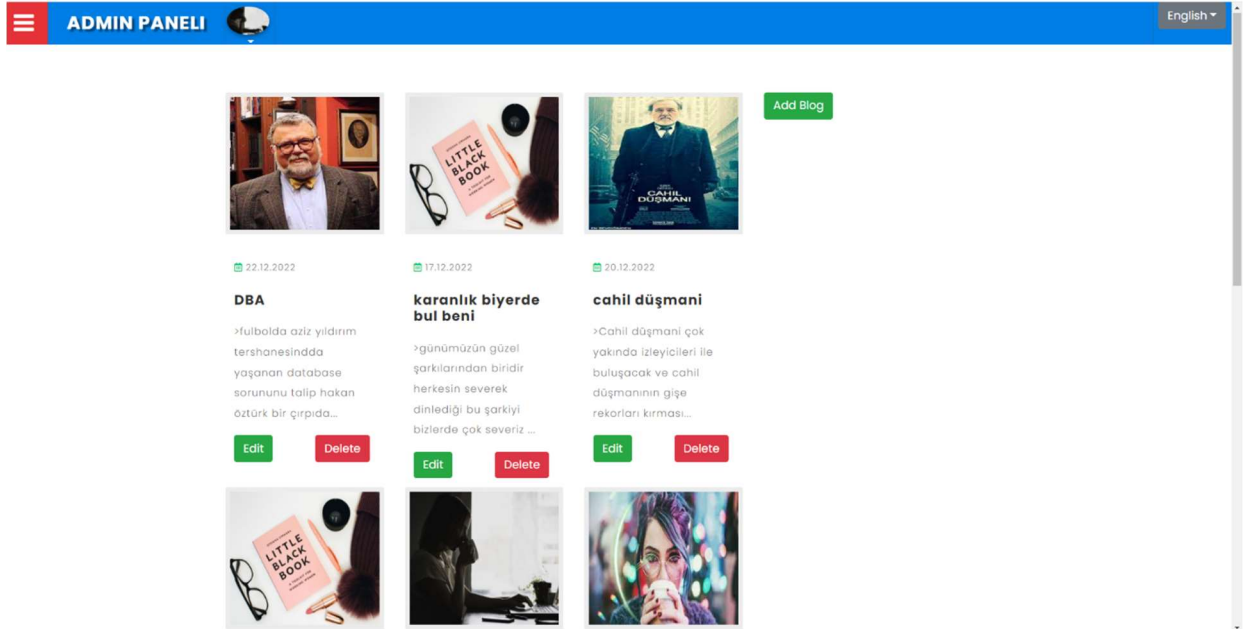 ADMIN PANELI
English
Add Blog
LITTLE
BLACK
BOOK
CAHİL
DÜŞMANI
22.12.2022
17.12.2022
20.12.2022
DBA
>fulbolda aziz yıldırım
tershanesindda
yaşanan database
sorununu talip hakan
öztürk bir çırpıda...
Edit
Delete
karanlık biyerde
bul beni
>günümüzün güzel
şarkılarından biridir
herkesin severek
dinlediği bu şarkiyi
bizlerde çok severiz ...
Edit
Delete
cahil düşmani
>Cahil düşmani çok
yakında izleyicileri ile
buluşacak ve cahil
düşmanının gişe
rekorları kırması...
Edit
Delete
LITTLE
BLACK
BOOK